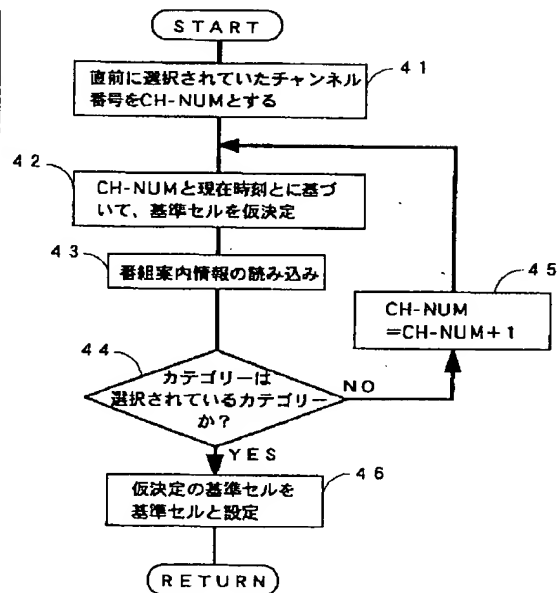 START
41
直前に選択されていたチャンネル
番号をCH-NUMとする
42
CH-NUMと現在時刻とに基づ
いて、基準セルを仮決定
43
番組案内情報の読み込み
45
CH-NUM
=CH-NUM+1
44
カテゴリーは
選択されているカテゴリー
か?
NO
YES
46
仮決定の基準セルを
基準セルと設定
RETURN